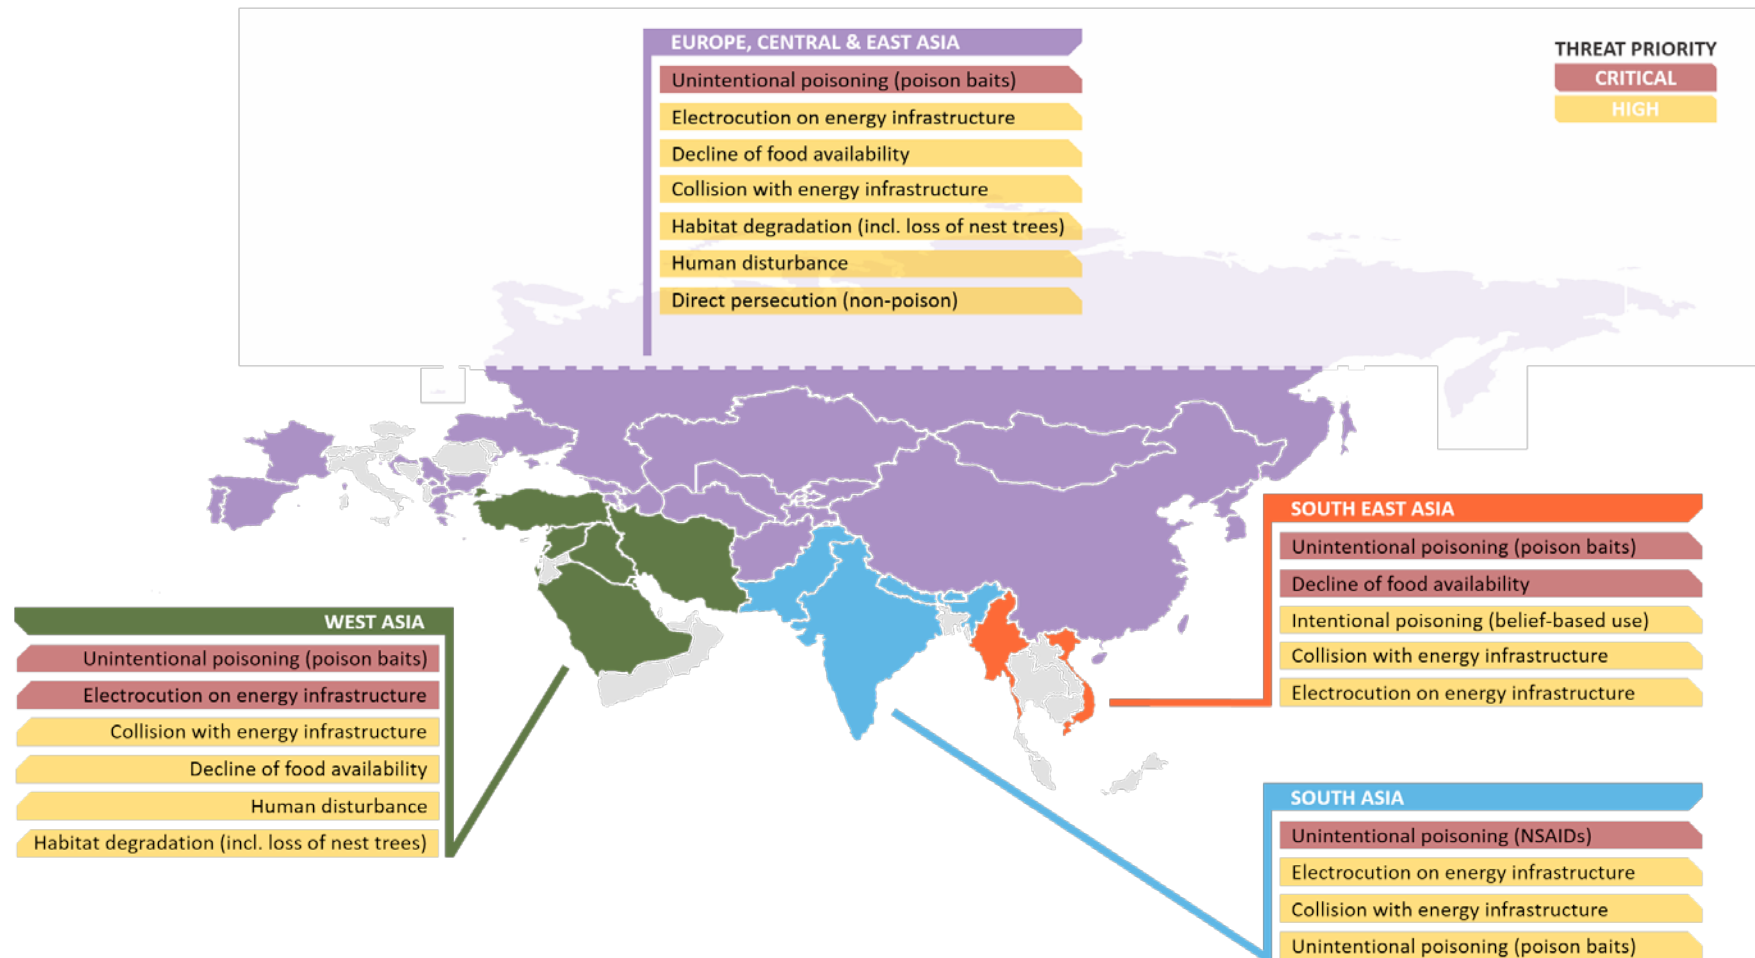 EUROPE, CENTRAL & EAST ASIA
Unintentional poisoning (poison baits)
Electrocution on energy infrastructure
Decline of food availability
Collision with energy infrastructure
Habitat degradation (incl. loss of nest trees)
Human disturbance
Direct persecution (non-poison)
THREAT PRIORITY
CRITICAL
HIGH
SOUTH EAST ASIA
Unintentional poisoning (poison baits)
Decline of food availability
Intentional poisoning (belief-based use)
Collision with energy infrastructure
Electrocution on energy infrastructure
WEST ASIA
Unintentional poisoning (poison baits)
Electrocution on energy infrastructure
Collision with energy infrastructure
Decline of food availability
Human disturbance
Habitat degradation (incl. loss of nest trees)
SOUTH ASIA
Unintentional poisoning (NSAIDs)
Electrocution on energy infrastructure
Collision with energy infrastructure
Unintentional poisoning (poison baits)